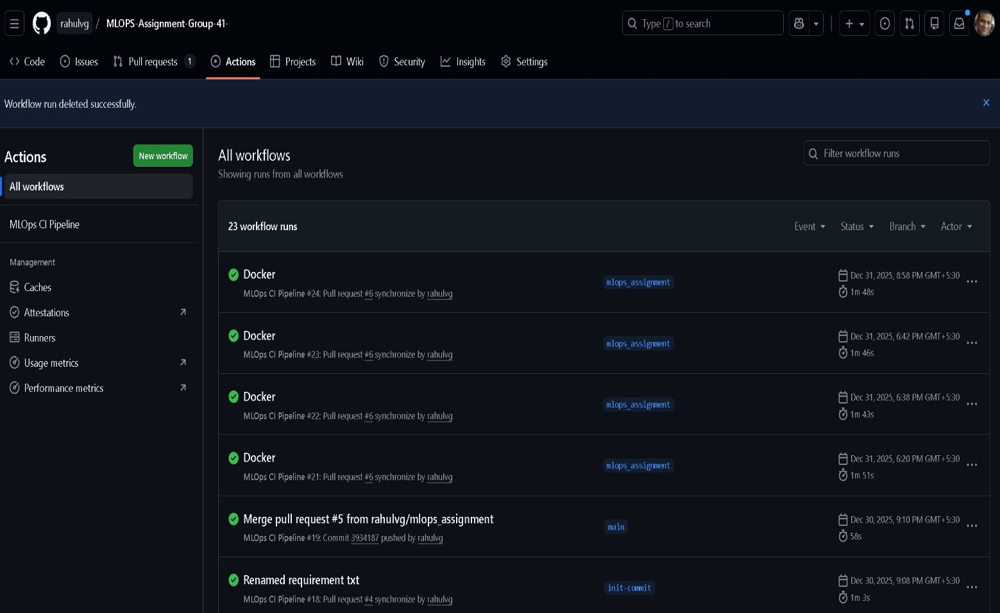 rahulvg / MLOPS-Assignment-Group-41-
Type / to search
Code Issues Pull requests 1 Actions Projects Wiki Security Insights Settings
Workflow run deleted successfully.
Actions
New workflow
All workflows
MLOps CI Pipeline
Management
Caches
Attestations
Runners
Usage metrics
Performance metrics
All workflows
Showing runs from all workflows
Filter workflow runs
23 workflow runs
Event Status Branch Actor
Docker
MLOps CI Pipeline #24: Pull request #6 synchronize by rahulvg
mlops_assignment
Dec 31, 2025, 8:58 PM GMT+5:30
1m 48s
Docker
MLOps CI Pipeline #23: Pull request #6 synchronize by rahulvg
mlops_assignment
Dec 31, 2025, 6:42 PM GMT+5:30
1m 46s
Docker
MLOps CI Pipeline #22: Pull request #6 synchronize by rahulvg
mlops_assignment
Dec 31, 2025, 6:38 PM GMT+5:30
1m 43s
Docker
MLOps CI Pipeline #21: Pull request #6 synchronize by rahulvg
mlops_assignment
Dec 31, 2025, 6:20 PM GMT+5:30
1m 51s
Merge pull request #5 from rahulvg/mlops_assignment
MLOps CI Pipeline #19: Commit 3934187 pushed by rahulvg
main
Dec 30, 2025, 9:10 PM GMT+5:30
58s
Renamed requirement txt
MLOps CI Pipeline #18: Pull request #4 synchronize by rahulvg
init-commit
Dec 30, 2025, 9:08 PM GMT+5:30
1m 3s